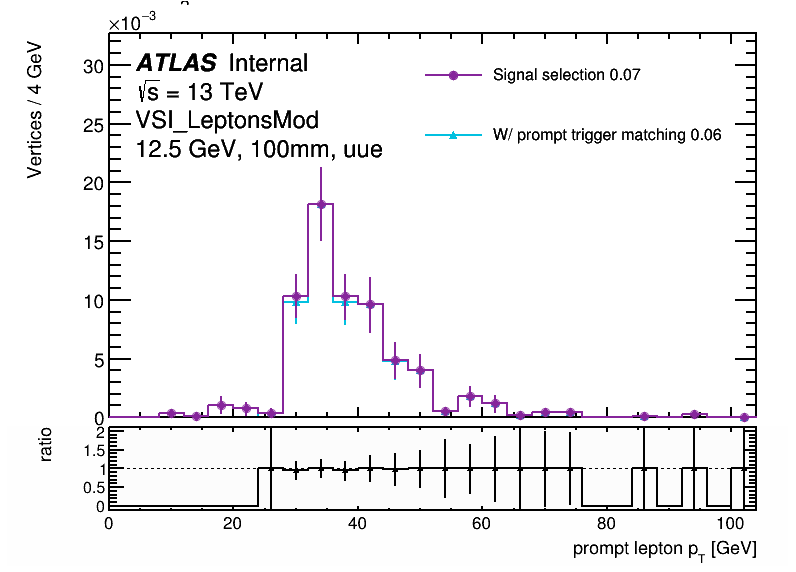 ×10⁻³
Vertices / 4 GeV
30
25
20
15
10
5
0
ATLAS Internal
√s = 13 TeV
VSI_LeptonsMod
12.5 GeV, 100mm, uue
Signal selection 0.07
W/ prompt trigger matching 0.06
ratio
2
1.5
1
0.5
0
0 20 40 60 80 100
prompt lepton p_T [GeV]